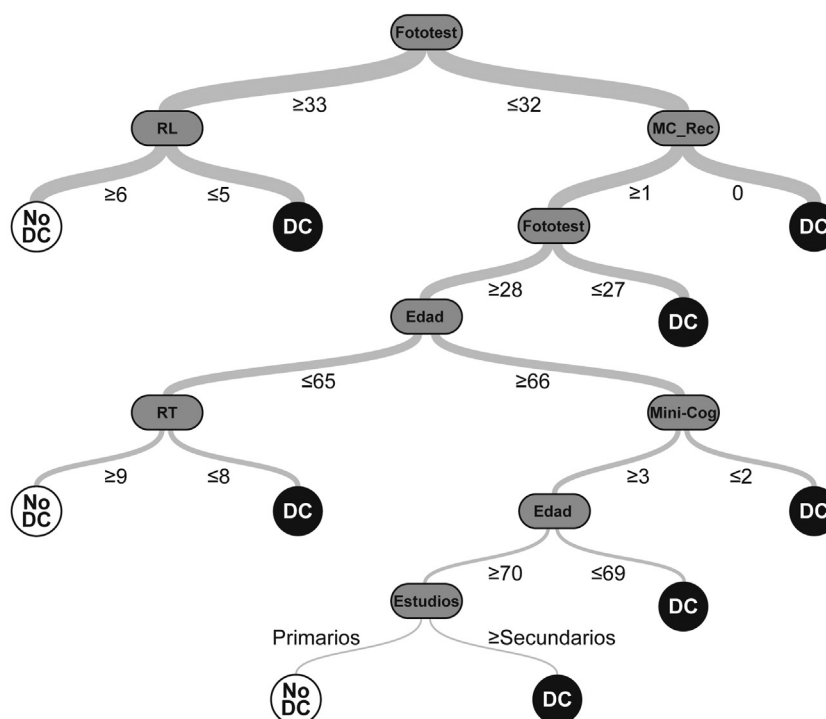 Fototest
≥33
≤32
RL
MC_Rec
≥6
≤5
≥1
0
No
DC
DC
Fototest
DC
≥28
≤27
Edad
DC
≤65
≥66
RT
Mini-Cog
≥9
≤8
≥3
≤2
No
DC
DC
Edad
DC
≥70
≤69
Estudios
DC
Primarios
≥Secundarios
No
DC
DC